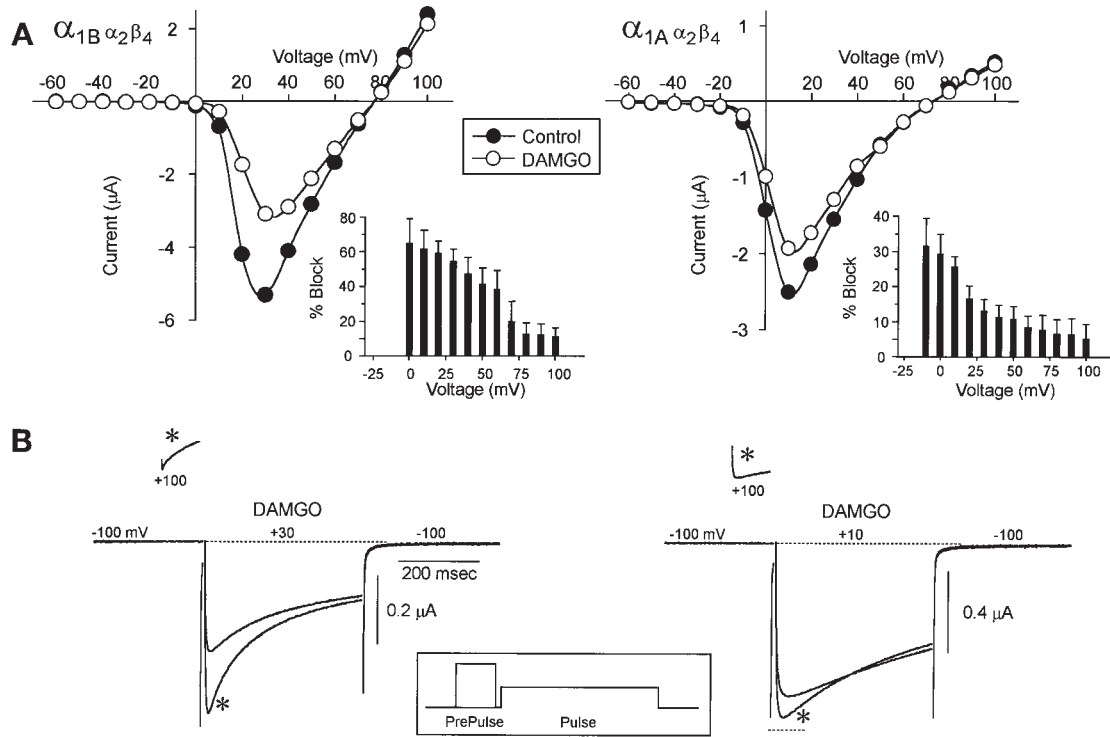 A
α1B α2β4
2
Voltage (mV)
-60 -40 -20 20 40 60 80 100
-2
-4
-6
Current (μA)
Control
DAMGO
80
60
40
20
0
% Block
-25 0 25 50 75 100
Voltage (mV)
α1A α2β4
1
Voltage (mV)
-60 -40 -20 20 40 60 80 100
-1
-2
-3
Current (μA)
40
30
20
10
0
% Block
-25 0 25 50 75 100
Voltage (mV)
B
*
+100
DAMGO
-100 mV +30 -100
200 msec
0.2 μA
*
PrePulse Pulse
*
+100
DAMGO
-100 mV +10 -100
0.4 μA
*